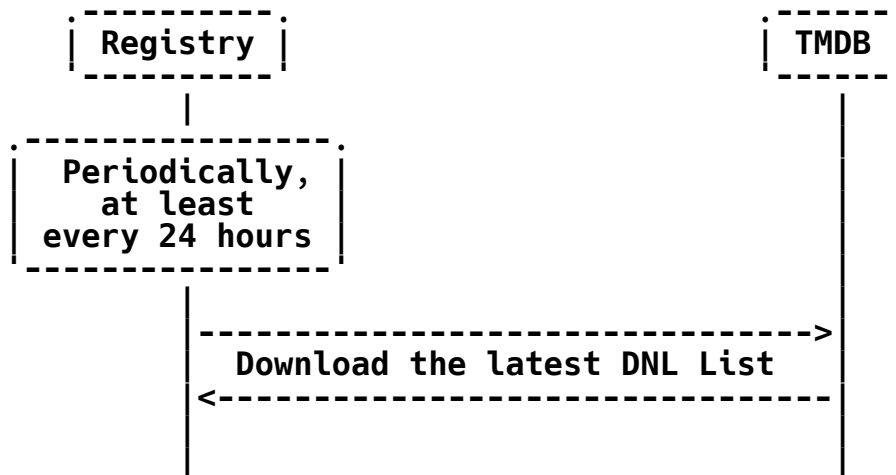 Registry
TMDB
Periodically,
at least
every 24 hours
Download the latest DNL List